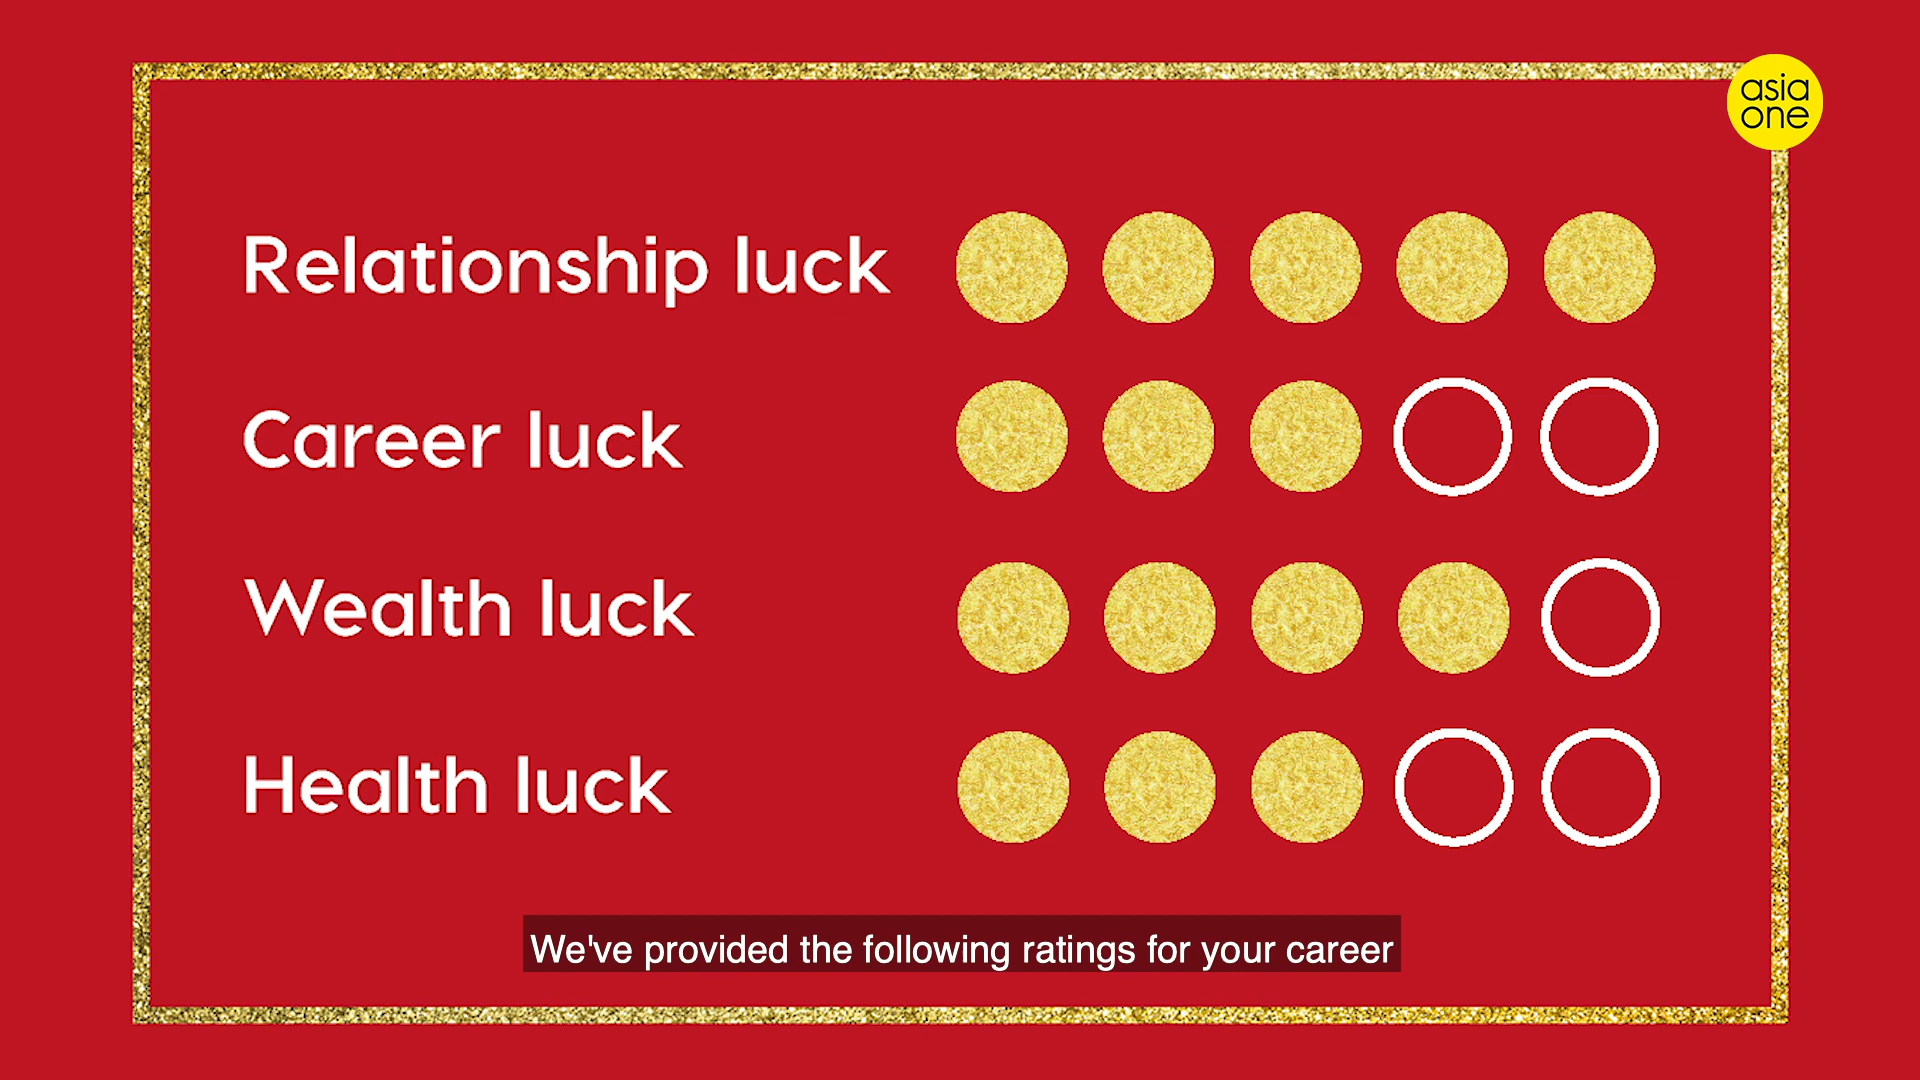 asia
one
Relationship luck
Career luck
Wealth luck
Health luck
We've provided the following ratings for your career